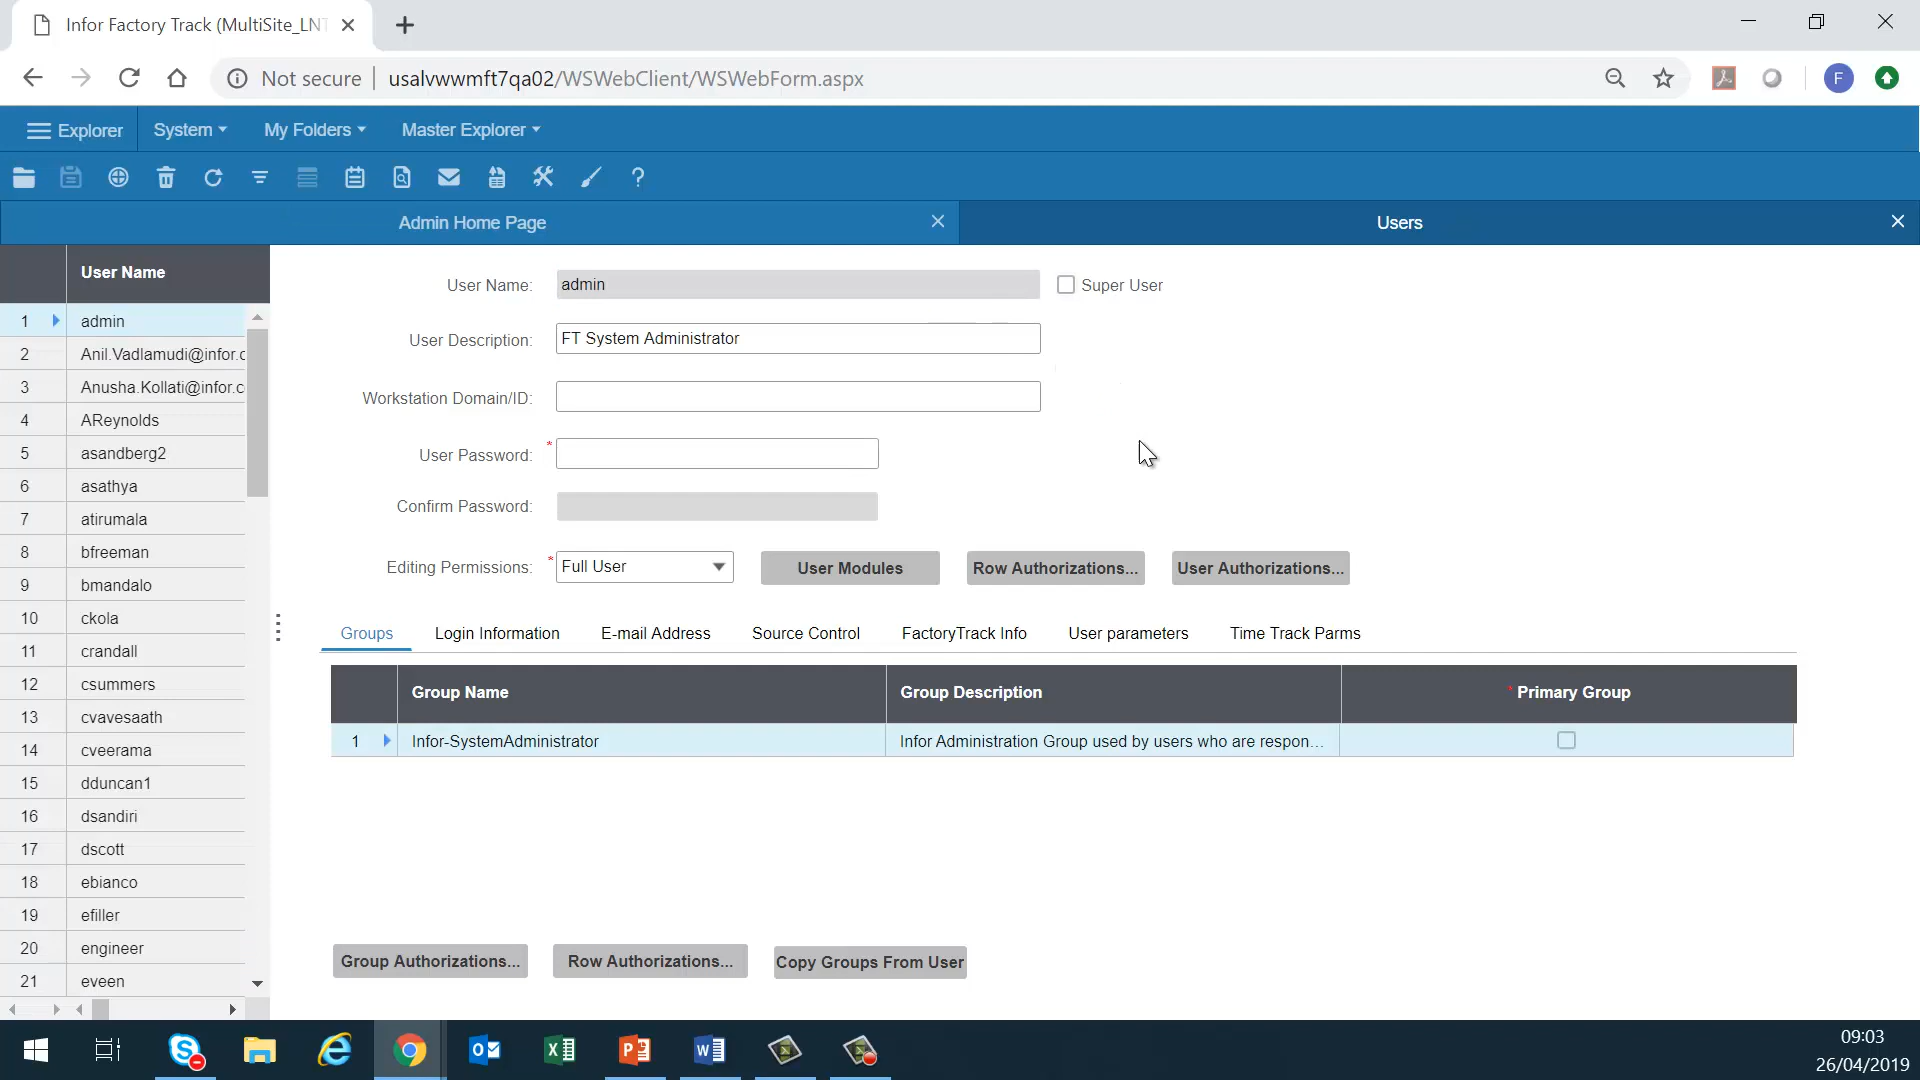 Infor Factory Track (MultiSite_LNT
Not secure
usalvwwmft7qa02/WSWebClient/WSWebForm.aspx
F
Explorer
System
My Folders
Master Explorer
Admin Home Page
Users
User Name
1 admin
2 Anil.Vadlamudi@infor.c
3 Anusha.Kollati@infor.c
4 AReynolds
5 asandberg2
6 asathya
7 atirumala
8 bfreeman
9 bmandalo
10 ckola
11 crandall
12 csummers
13 cvavesaath
14 cveerama
15 dduncan1
16 dsandiri
17 dscott
18 ebianco
19 efiller
20 engineer
21 eveen
User Name: admin
Super User
User Description: FT System Administrator
Workstation Domain/ID:
User Password: *
Confirm Password:
Editing Permissions: * Full User
User Modules
Row Authorizations...
User Authorizations...
Groups
Login Information
E-mail Address
Source Control
FactoryTrack Info
User parameters
Time Track Parms
Group Name
Group Description
* Primary Group
1 Infor-SystemAdministrator
Infor Administration Group used by users who are respon...
Group Authorizations...
Row Authorizations...
Copy Groups From User
09:03
26/04/2019